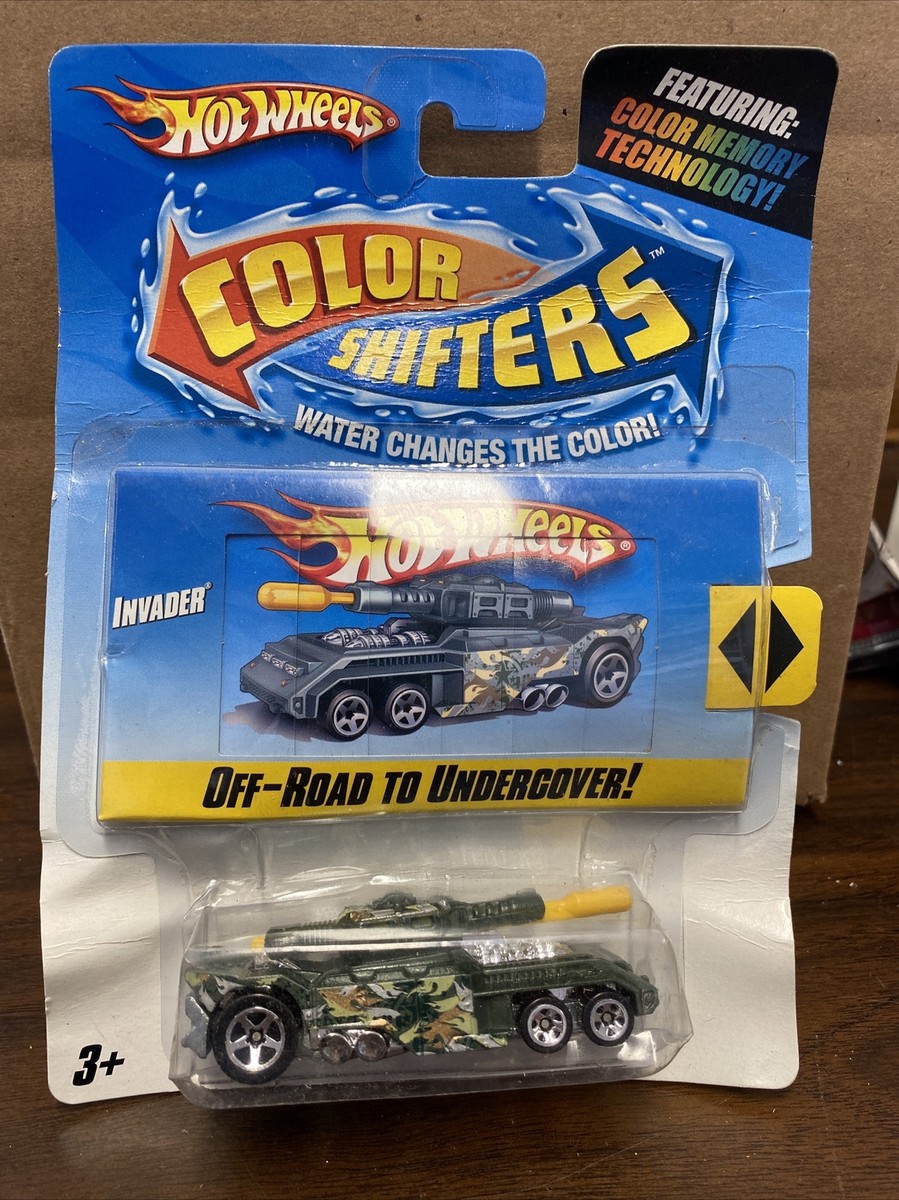 HOT WHEELS®
FEATURING:
COLOR MEMORY
TECHNOLOGY!
COLOR
SHIFTERS™
WATER CHANGES THE COLOR!
HOT WHEELS®
INVADER®
OFF-ROAD TO UNDERCOVER!
3+